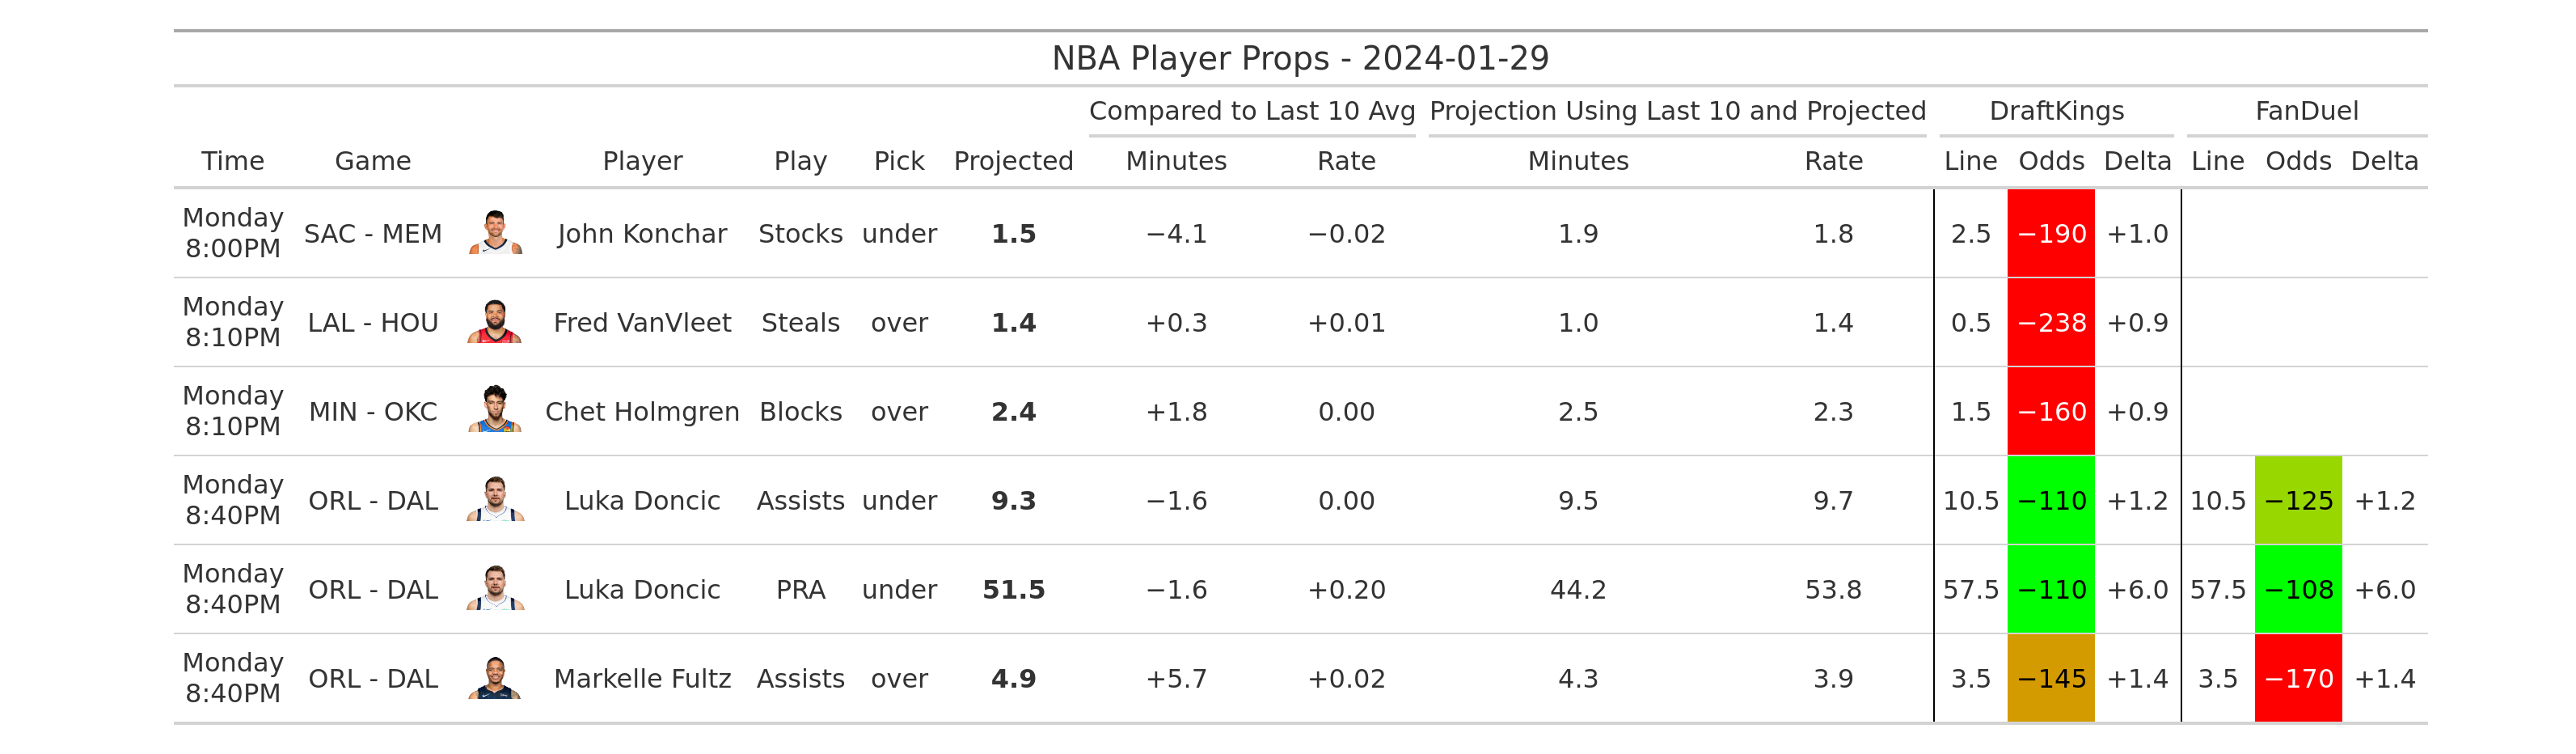 NBA Player Props - 2024-01-29
Compared to Last 10 Avg Projection Using Last 10 and Projected DraftKings FanDuel
Time Game Player Play Pick Projected Minutes Rate Minutes Rate Line Odds Delta Line Odds Delta
Monday
8:00PM SAC - MEM John Konchar Stocks under 1.5 −4.1 −0.02 1.9 1.8 2.5 −190 +1.0
Monday
8:10PM LAL - HOU Fred VanVleet Steals over 1.4 +0.3 +0.01 1.0 1.4 0.5 −238 +0.9
Monday
8:10PM MIN - OKC Chet Holmgren Blocks over 2.4 +1.8 0.00 2.5 2.3 1.5 −160 +0.9
Monday
8:40PM ORL - DAL Luka Doncic Assists under 9.3 −1.6 0.00 9.5 9.7 10.5 −110 +1.2 10.5 −125 +1.2
Monday
8:40PM ORL - DAL Luka Doncic PRA under 51.5 −1.6 +0.20 44.2 53.8 57.5 −110 +6.0 57.5 −108 +6.0
Monday
8:40PM ORL - DAL Markelle Fultz Assists over 4.9 +5.7 +0.02 4.3 3.9 3.5 −145 +1.4 3.5 −170 +1.4